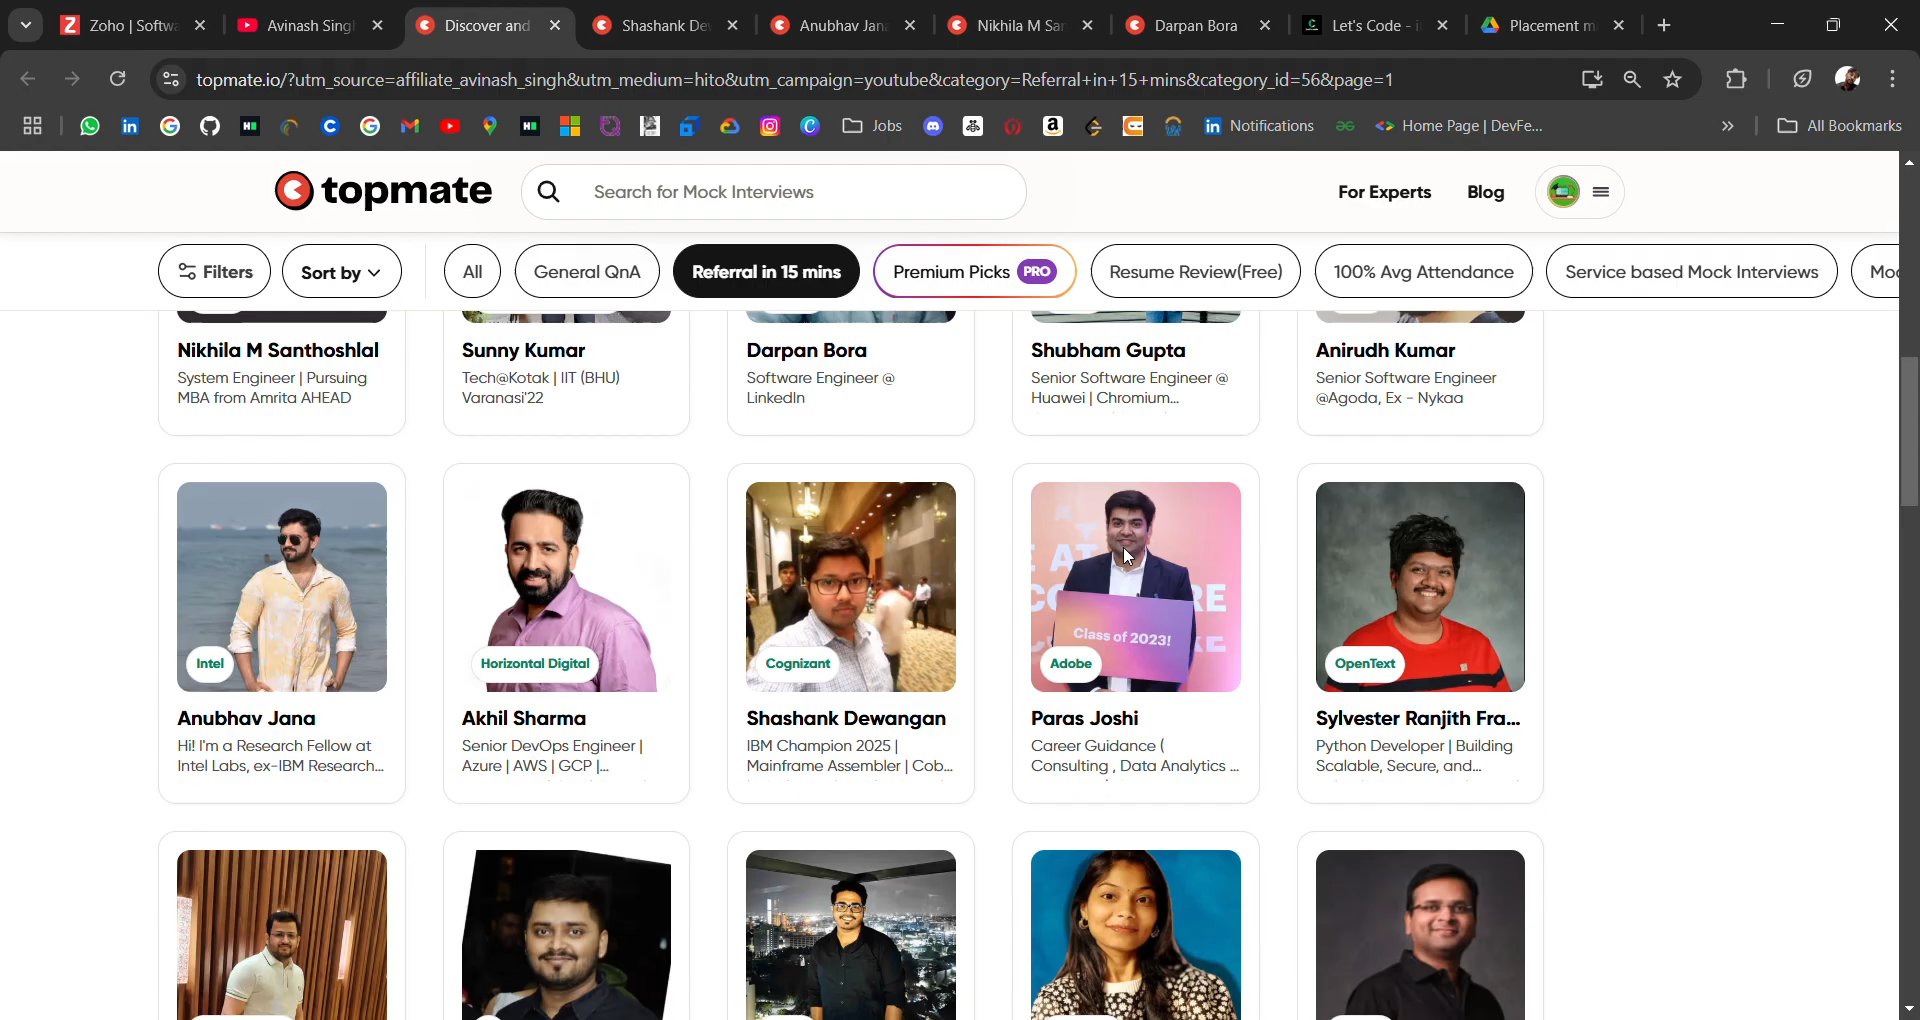 Zoho | Softwa
Avinash Sing
Discover and
Shashank De
Anubhav Jan
Nikhila M San
Darpan Bora
Let's Code - i
Placement m
topmate.io/?utm_source=affiliate_avinash_singh&utm_medium=hito&utm_campaign=youtube&category=Referral+in+15+mins&category_id=56&page=1
Jobs
Notifications
Home Page | DevFe...
All Bookmarks
topmate
Search for Mock Interviews
For Experts
Blog
Filters
Sort by
All
General QnA
Referral in 15 mins
Premium Picks PRO
Resume Review(Free)
100% Avg Attendance
Service based Mock Interviews
Moc
Nikhila M Santhoshlal
System Engineer | Pursuing
MBA from Amrita AHEAD
Sunny Kumar
Tech@Kotak | IIT (BHU)
Varanasi'22
Darpan Bora
Software Engineer @
LinkedIn
Shubham Gupta
Senior Software Engineer @
Huawei | Chromium...
Anirudh Kumar
Senior Software Engineer
@Agoda, Ex - Nykaa
Intel
Anubhav Jana
Hi! I'm a Research Fellow at
Intel Labs, ex-IBM Research...
Horizontal Digital
Akhil Sharma
Senior DevOps Engineer |
Azure | AWS | GCP |...
Cognizant
Shashank Dewangan
IBM Champion 2025 |
Mainframe Assembler | Cob...
Class of 2023!
Adobe
Paras Joshi
Career Guidance (
Consulting , Data Analytics ...
OpenText
Sylvester Ranjith Fra...
Python Developer | Building
Scalable, Secure, and...